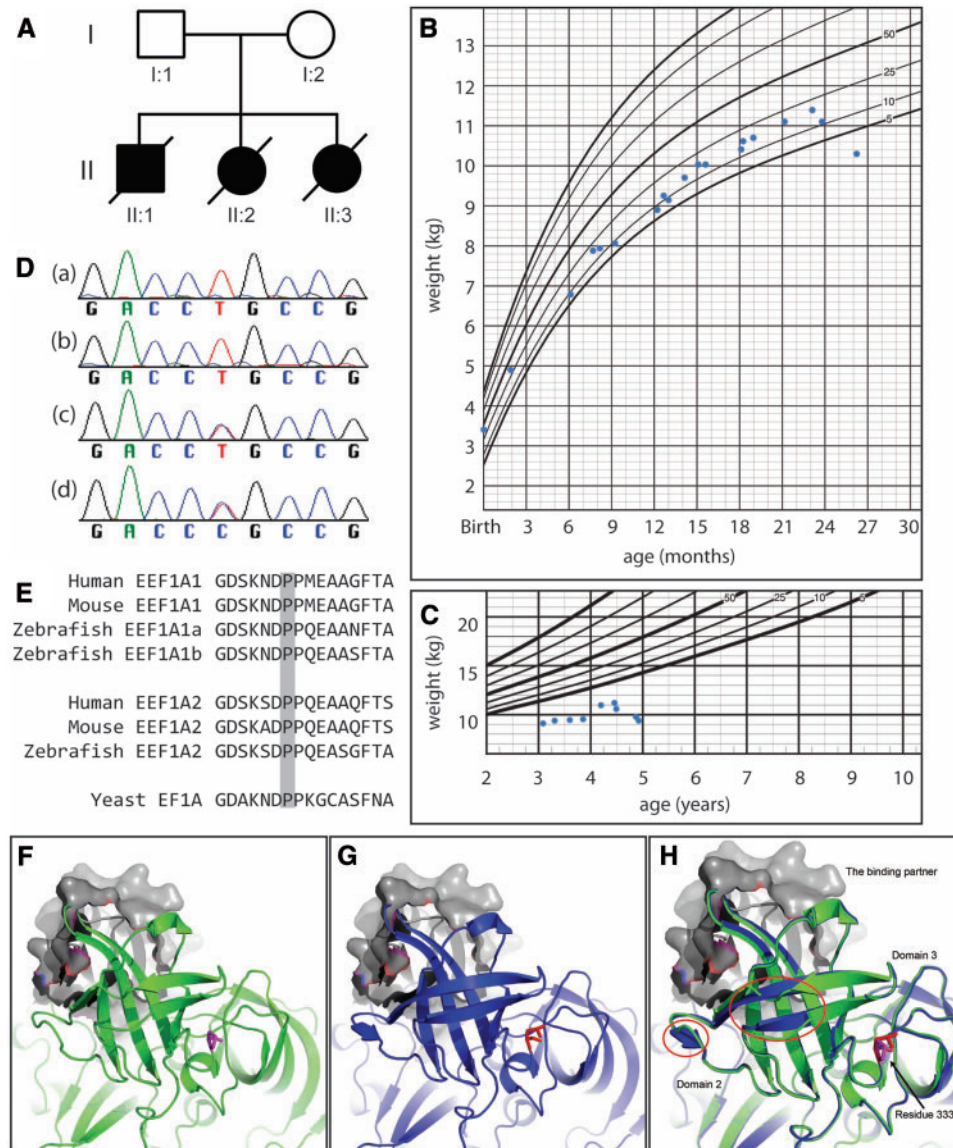 A
I
I:1
I:2
II
II:1
II:2
II:3
B
weight (kg)
13
12
11
10
9
8
7
6
5
4
3
2
50
25
10
5
Birth 3 6 9 12 15 18 21 24 27 30
age (months)
D
(a)
G A C C T G C C G
(b)
G A C C T G C C G
(c)
G A C C T G C C G
(d)
G A C C C G C C G
E
Human EEF1A1 GDSKNDPPMEAAGFTA
Mouse EEF1A1 GDSKNDPPMEAAGFTA
Zebrafish EEF1A1a GDSKNDPPQEAANFTA
Zebrafish EEF1A1b GDSKNDPPQEAASFTA
Human EEF1A2 GDSKSDPPQEAAQFTS
Mouse EEF1A2 GDSKADPPQEAAQFTS
Zebrafish EEF1A2 GDSKSDPPQEASGFTA
Yeast EF1A GDAKNDPPKGCASFNA
C
weight (kg)
20
15
10
50
25
10
5
2 3 4 5 6 7 8 9 10
age (years)
F
G
H
The binding partner
Domain 3
Domain 2
Residue 333